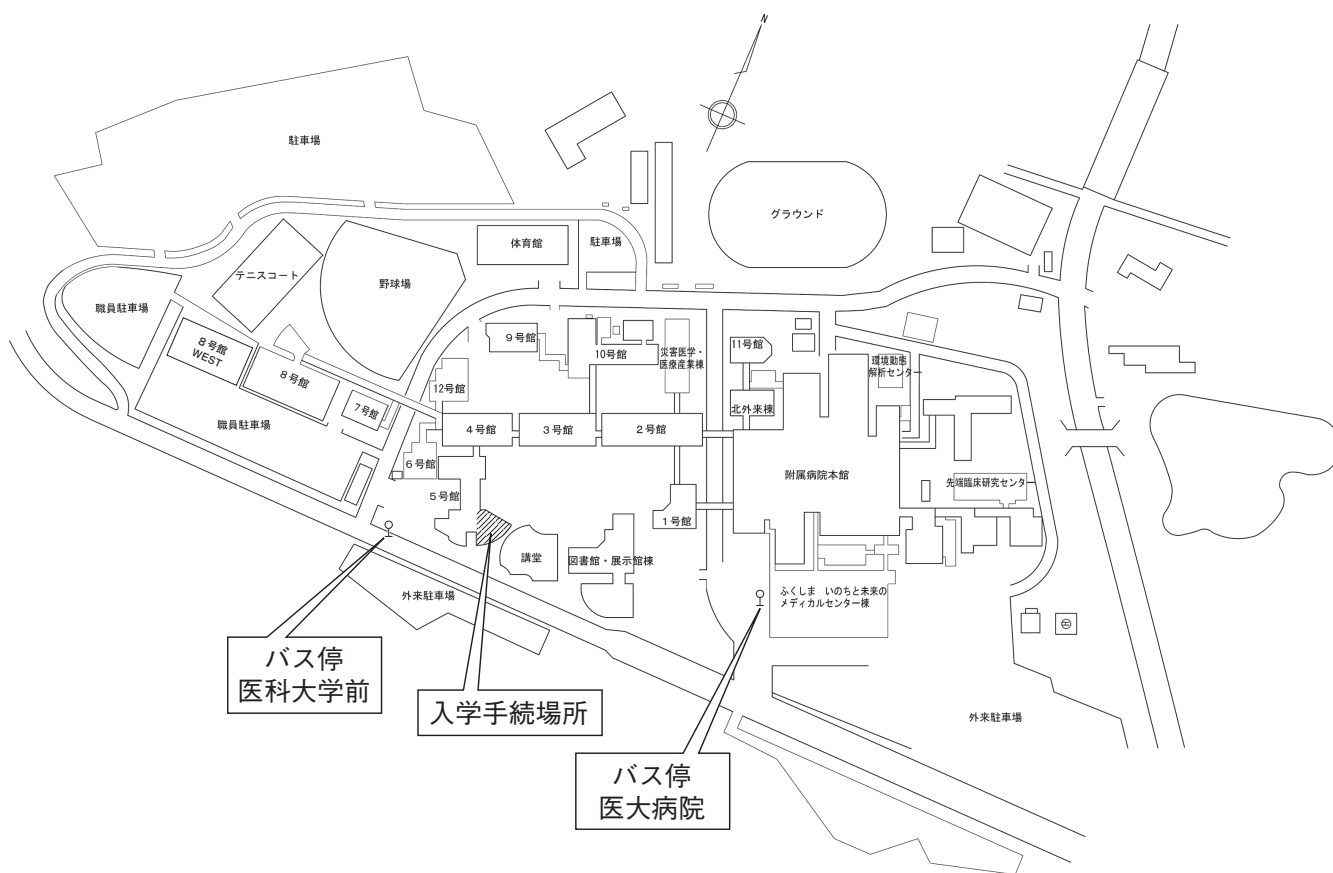 N
駐車場
グラウンド
体育館
駐車場
テニスコート
野球場
職員駐車場
8号館
WEST
8号館
7号館
職員駐車場
9号館
10号館
災害医学・
医療産業棟
11号館
環境動態
解析センター
12号館
北外来棟
4号館
3号館
2号館
6号館
5号館
附属病院本館
先端臨床研究センター
1号館
講堂
図書館・展示館棟
外来駐車場
ふくしま いのちと未来の
メディカルセンター棟
H
バス停
医科大学前
入学手続場所
外来駐車場
バス停
医大病院